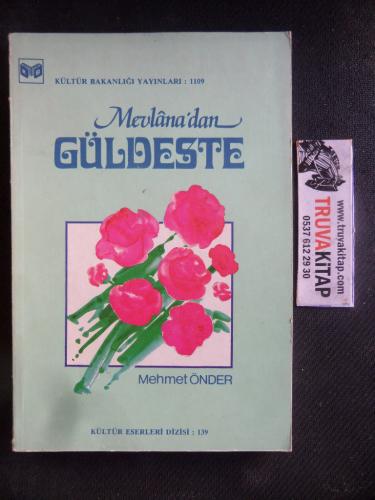 KÜLTÜR BAKANLIĞI YAYINLARI : 1109
Mevlâna'dan
GÜLDESTE
Mehmet ÖNDER
KÜLTÜR ESERLERİ DİZİSİ : 139
www.truvakitap.com
TRUVAKİTAP
0537 612 29 30